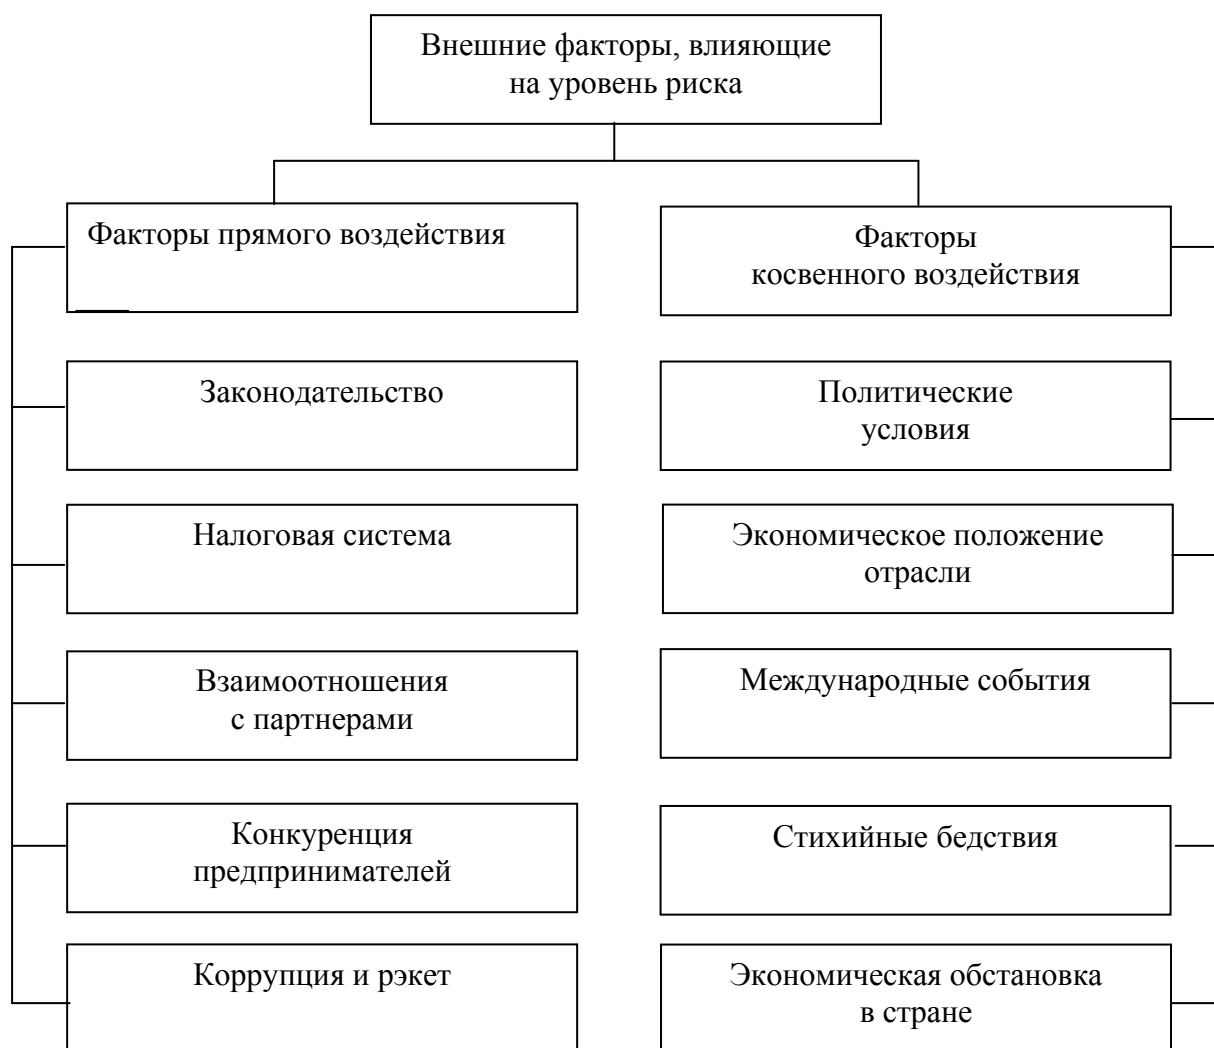 Внешние факторы, влияющие
на уровень риска
Факторы прямого воздействия
Факторы
косвенного воздействия
Законодательство
Политические
условия
Налоговая система
Экономическое положение
отрасли
Взаимоотношения
с партнерами
Международные события
Конкуренция
предпринимателей
Стихийные бедствия
Коррупция и рэкет
Экономическая обстановка
в стране